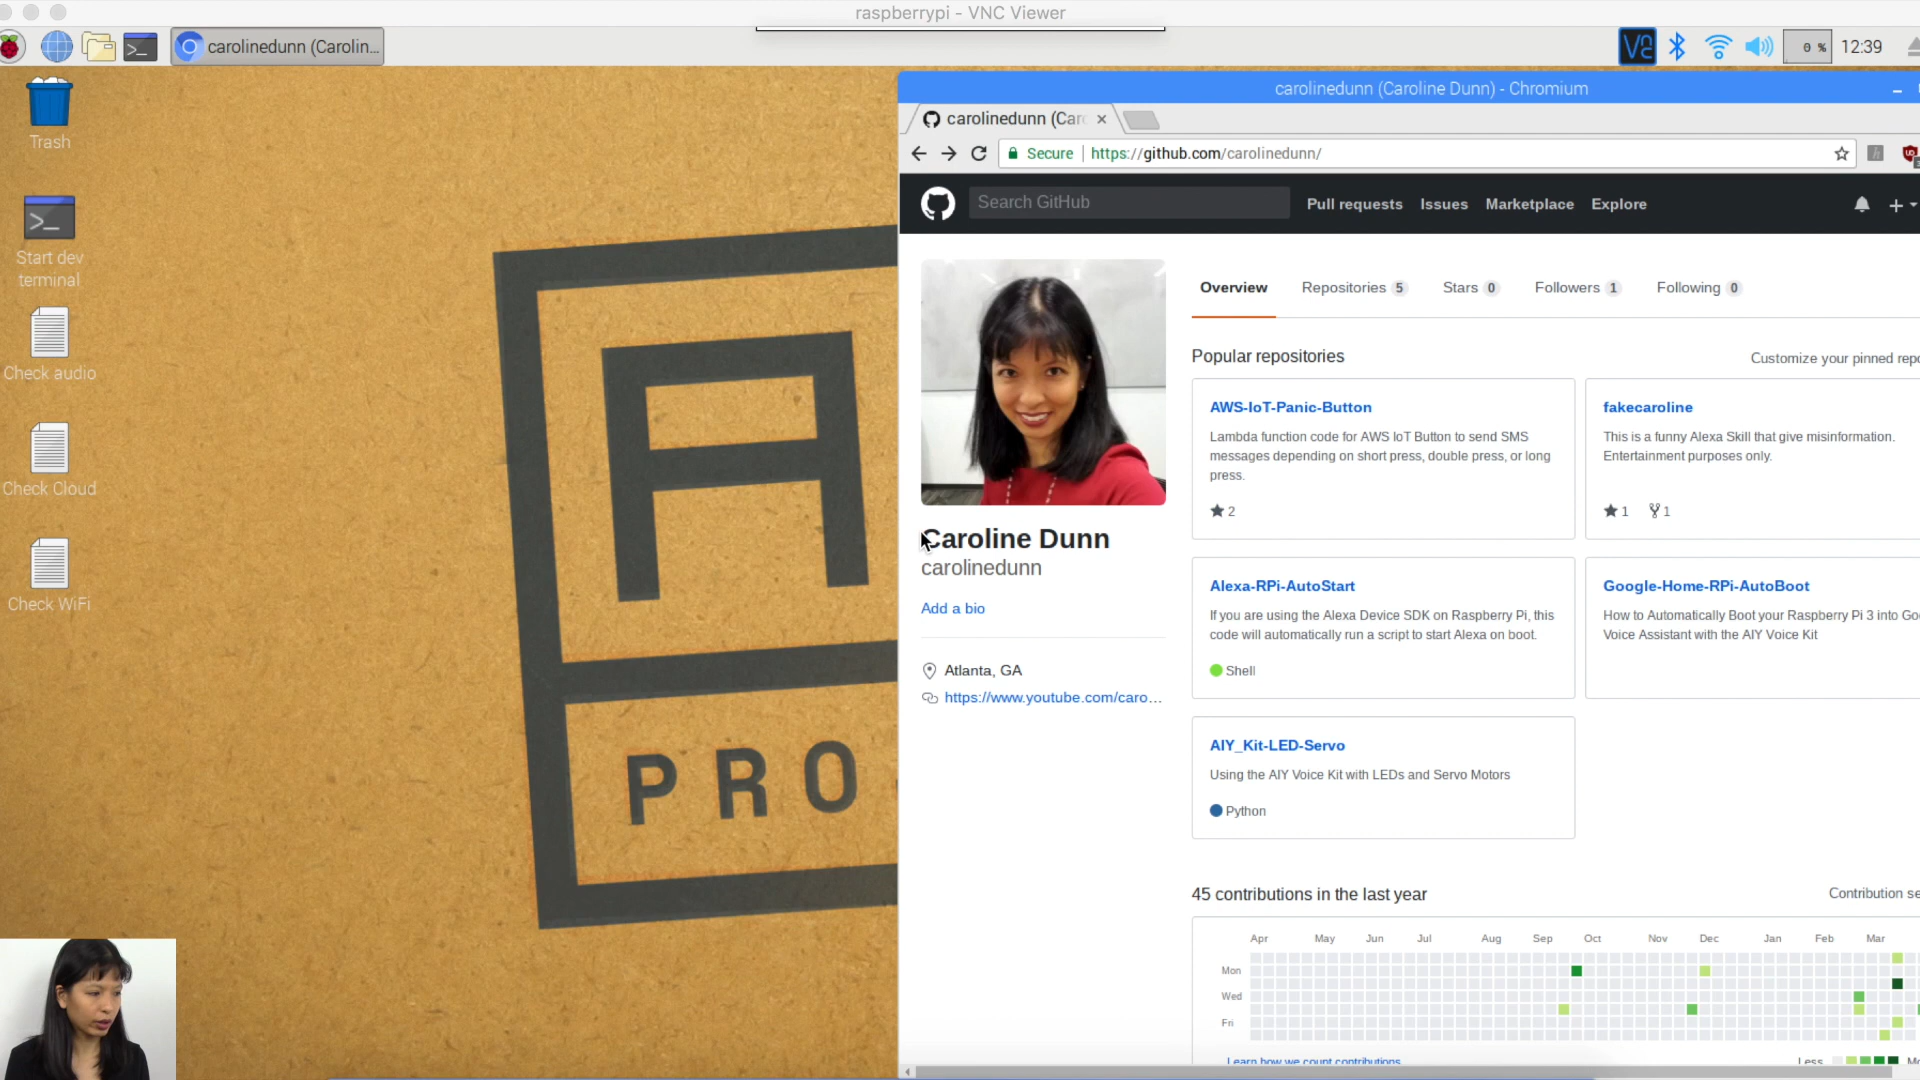 raspberrypi - VNC Viewer
carolinedunn (Carolin...
0 %
12:39
Trash
Start dev
terminal
Check audio
Check Cloud
Check WiFi
A
PRO
carolinedunn (Caroline Dunn) - Chromium
carolinedunn (Car
Secure
https://github.com/carolinedunn/
Search GitHub
Pull requests Issues Marketplace Explore
Overview Repositories 5 Stars 0 Followers 1 Following 0
Popular repositories
Customize your pinned repo
AWS-IoT-Panic-Button
Lambda function code for AWS IoT Button to send SMS
messages depending on short press, double press, or long
press.
2
fakecaroline
This is a funny Alexa Skill that give misinformation.
Entertainment purposes only.
1 1
Caroline Dunn
carolinedunn
Add a bio
Atlanta, GA
https://www.youtube.com/caro...
Alexa-RPi-AutoStart
If you are using the Alexa Device SDK on Raspberry Pi, this
code will automatically run a script to start Alexa on boot.
Shell
Google-Home-RPi-AutoBoot
How to Automatically Boot your Raspberry Pi 3 into Go
Voice Assistant with the AIY Voice Kit
AIY_Kit-LED-Servo
Using the AIY Voice Kit with LEDs and Servo Motors
Python
45 contributions in the last year
Contribution se
Apr May Jun Jul Aug Sep Oct Nov Dec Jan Feb Mar
Mon
Wed
Fri
Learn how we count contributions
Less